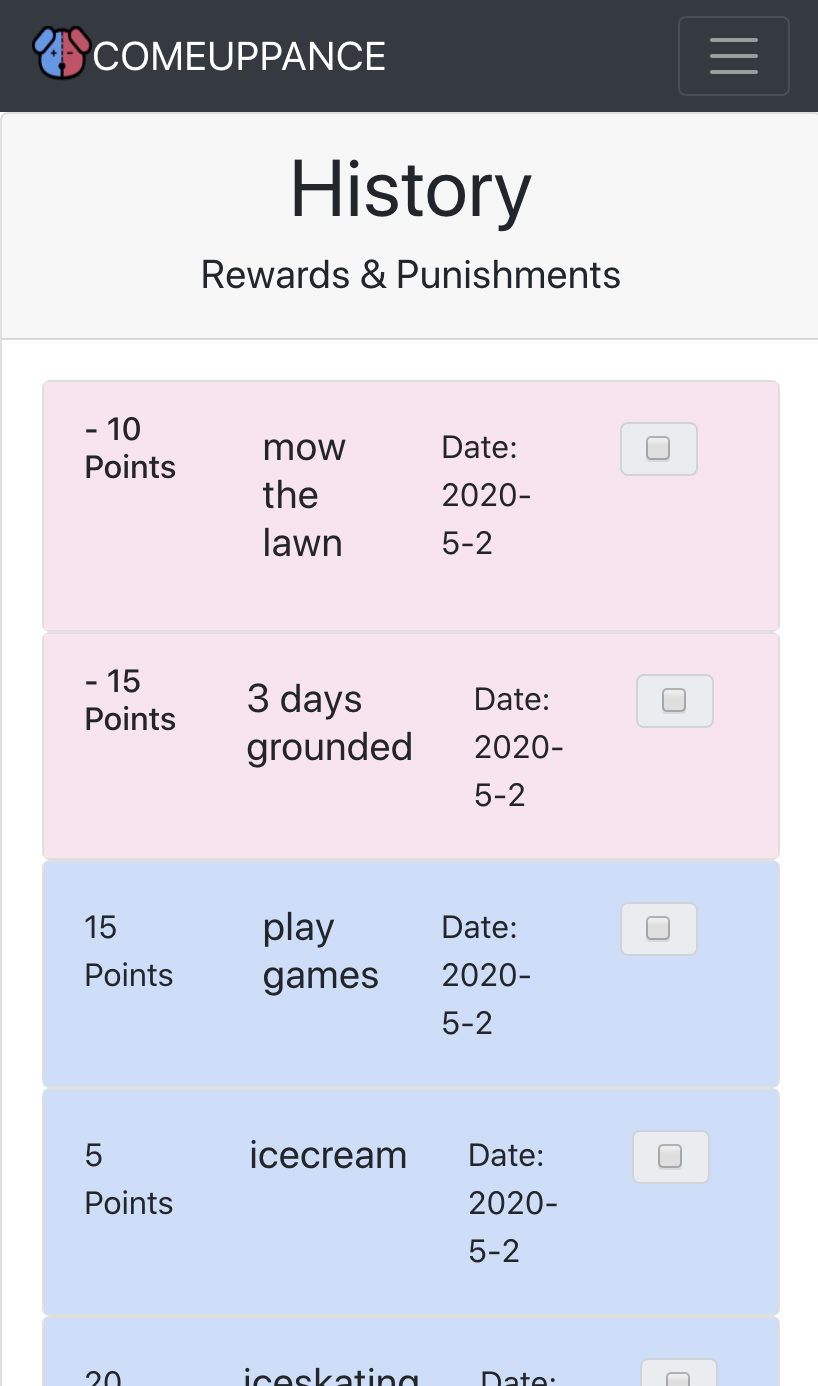 COMEUPPANCE
History
Rewards & Punishments
- 10
Points
mow
the
lawn
Date:
2020-
5-2
- 15
Points
3 days
grounded
Date:
2020-
5-2
15
Points
play
games
Date:
2020-
5-2
5
Points
icecream
Date:
2020-
5-2
20
iceskating
Date: